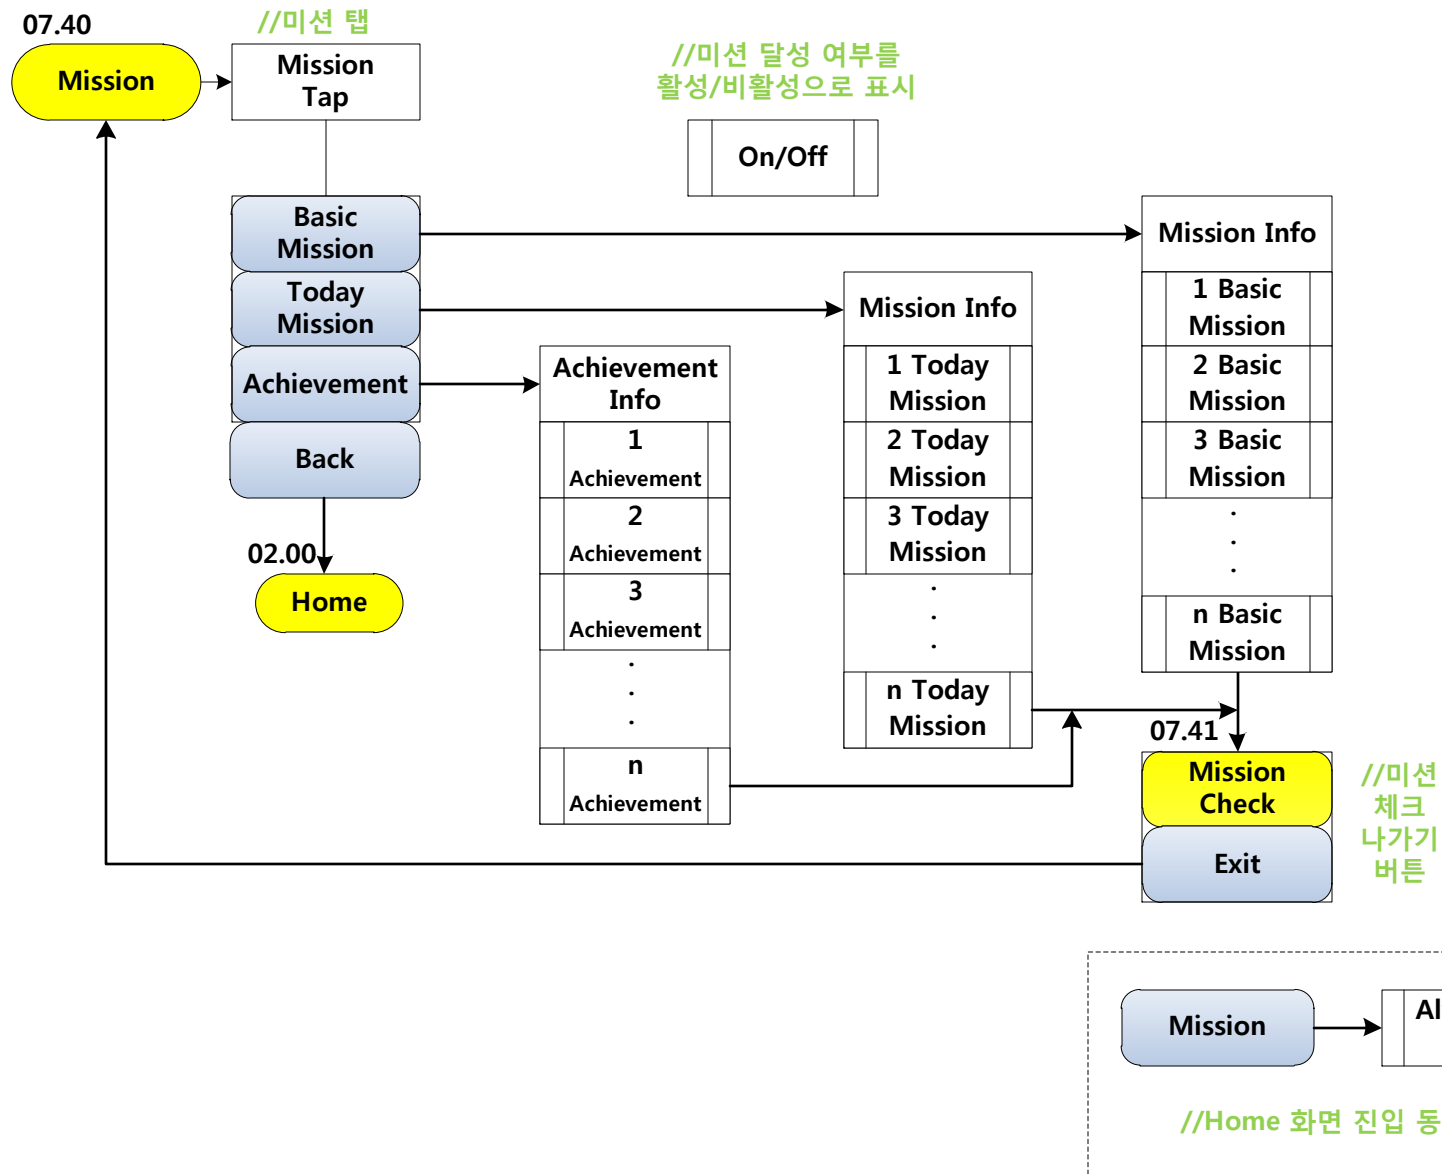 07.40
//미션 탭
Mission
Mission
Tap
//미션 달성 여부를
활성/비활성으로 표시
On/Off
Basic
Mission
Today
Mission
Achievement
Back
02.00
Home
Achievement
Info
1
Achievement
2
Achievement
3
Achievement
.
.
.
n
Achievement
Mission Info
1 Today
Mission
2 Today
Mission
3 Today
Mission
.
.
.
n Today
Mission
Mission Info
1 Basic
Mission
2 Basic
Mission
3 Basic
Mission
.
.
.
n Basic
Mission
07.41
Mission
Check
Exit
//미션
체크
나가기
버튼
Mission
//Home 화면 진입